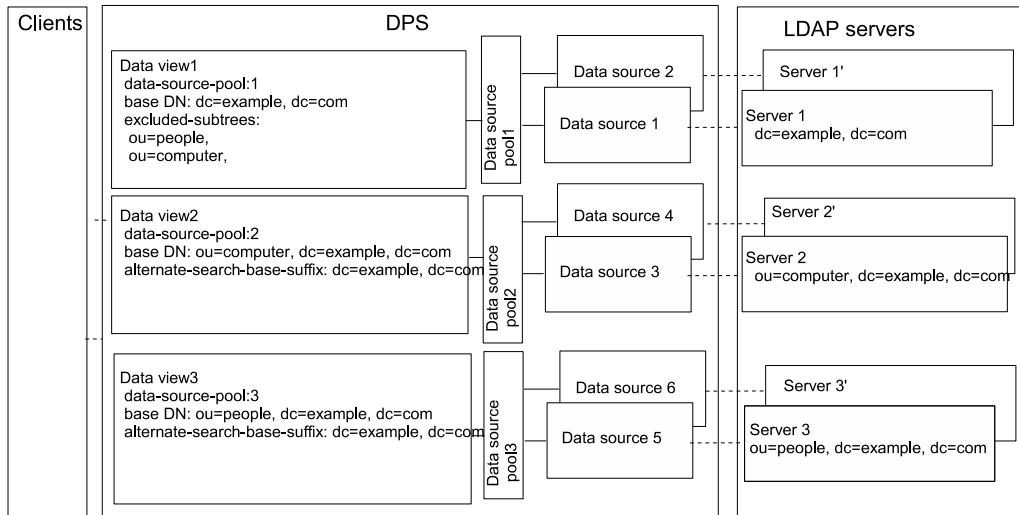 Clients
DPS
LDAP servers
Data view1
data-source-pool:1
base DN: dc=example, dc=com
excluded-subtrees:
ou=people,
ou=computer,
Data source
pool1
Data source 2
Data source 1
Server 1'
Server 1
dc=example, dc=com
Data view2
data-source-pool:2
base DN: ou=computer, dc=example, dc=com
alternate-search-base-suffix: dc=example, dc=com
Data source
pool2
Data source 4
Data source 3
Server 2'
Server 2
ou=computer, dc=example, dc=com
Data view3
data-source-pool:3
base DN: ou=people, dc=example, dc=com
alternate-search-base-suffix: dc=example, dc=com
Data source
pool3
Data source 6
Data source 5
Server 3'
Server 3
ou=people, dc=example, dc=com